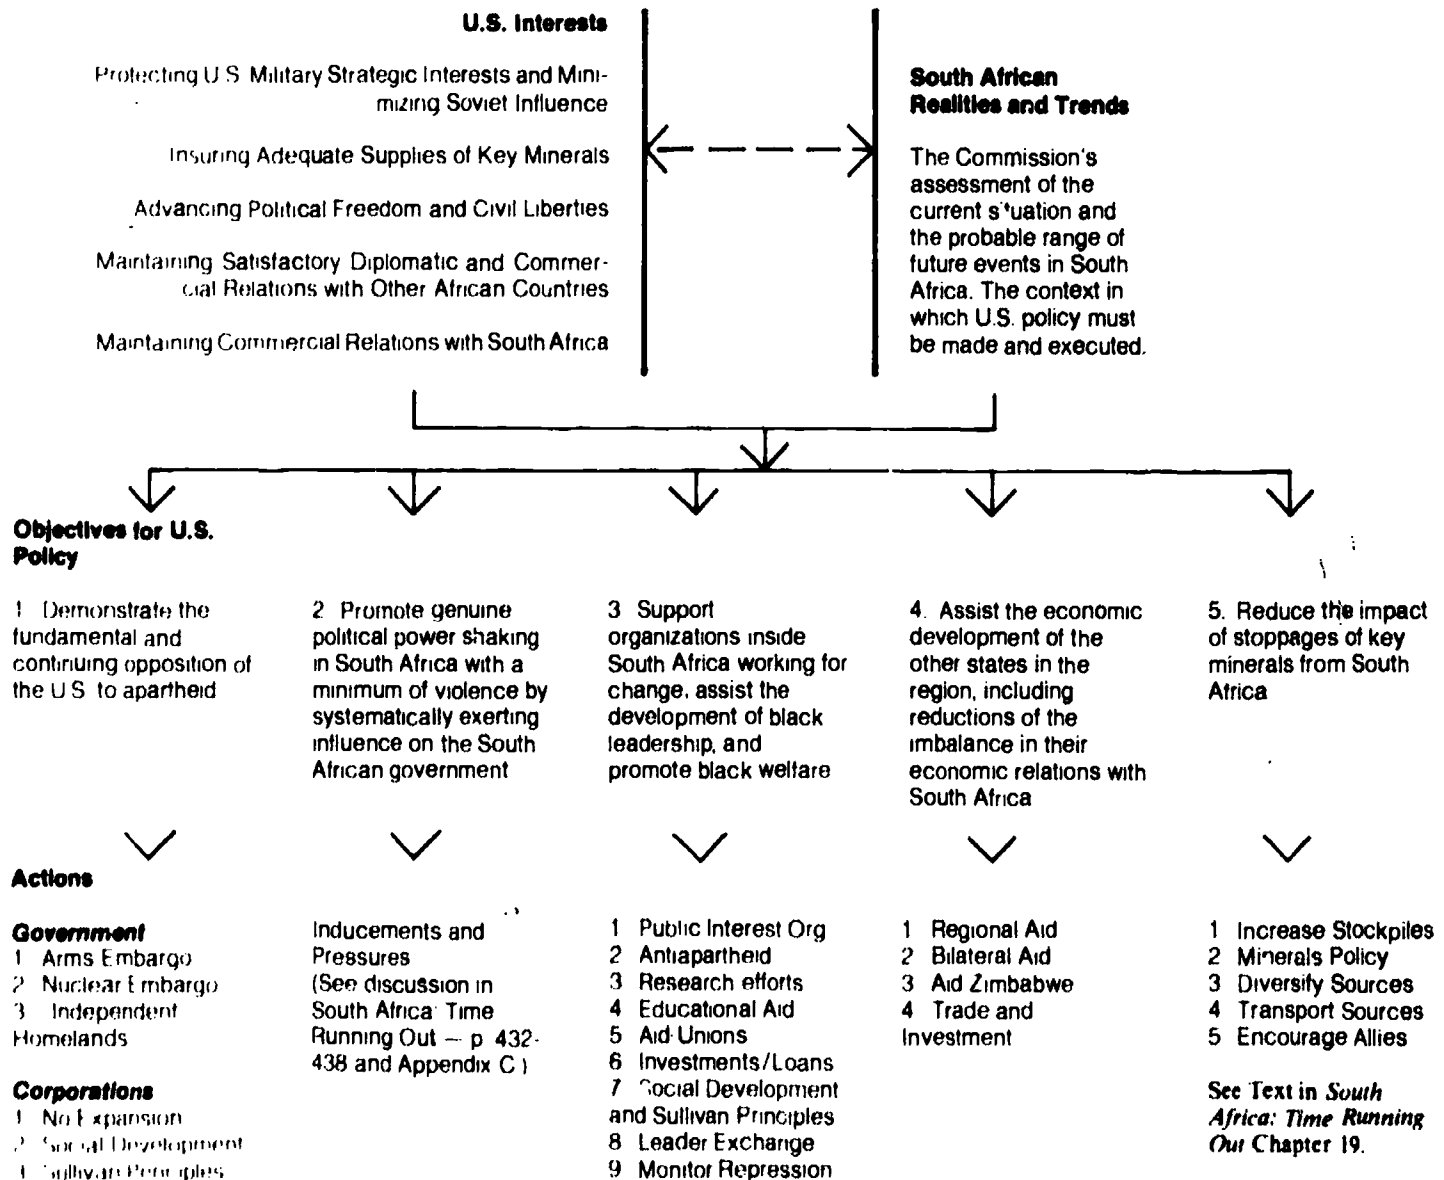 U.S. Interests
Protecting U S Military Strategic Interests and Mini-
mizing Soviet Influence
Insuring Adequate Supplies of Key Minerals
Advancing Political Freedom and Civil Liberties
Maintaining Satisfactory Diplomatic and Commer-
cial Relations with Other African Countries
Maintaining Commercial Relations with South Africa
South African
Realities and Trends
The Commission's
assessment of the
current situation and
the probable range of
future events in South
Africa. The context in
which U.S. policy must
be made and executed.
Objectives for U.S.
Policy
1 Demonstrate the
fundamental and
continuing opposition of
the U S to apartheid
2 Promote genuine
political power shaking
in South Africa with a
minimum of violence by
systematically exerting
influence on the South
African government
3 Support
organizations inside
South Africa working for
change, assist the
development of black
leadership, and
promote black welfare
4. Assist the economic
development of the
other states in the
region, including
reductions of the
imbalance in their
economic relations with
South Africa
5. Reduce the impact
of stoppages of key
minerals from South
Africa
Actions
Government
1 Arms Embargo
2 Nuclear Embargo
3 Independent
Homelands
Corporations
1 No Expansion
2 Social Development
3 Sullivan Principles
Inducements and
Pressures
(See discussion in
South Africa: Time
Running Out — p 432-
438 and Appendix C )
1 Public Interest Org
2 Antiapartheid
3 Research efforts
4 Educational Aid
5 Aid Unions
6 Investments/Loans
7 Social Development
and Sullivan Principles
8 Leader Exchange
9 Monitor Repression
1 Regional Aid
2 Bilateral Aid
3 Aid Zimbabwe
4 Trade and
Investment
1 Increase Stockpiles
2 Minerals Policy
3 Diversify Sources
4 Transport Sources
5 Encourage Allies
See Text in South
Africa: Time Running
Out Chapter 19.